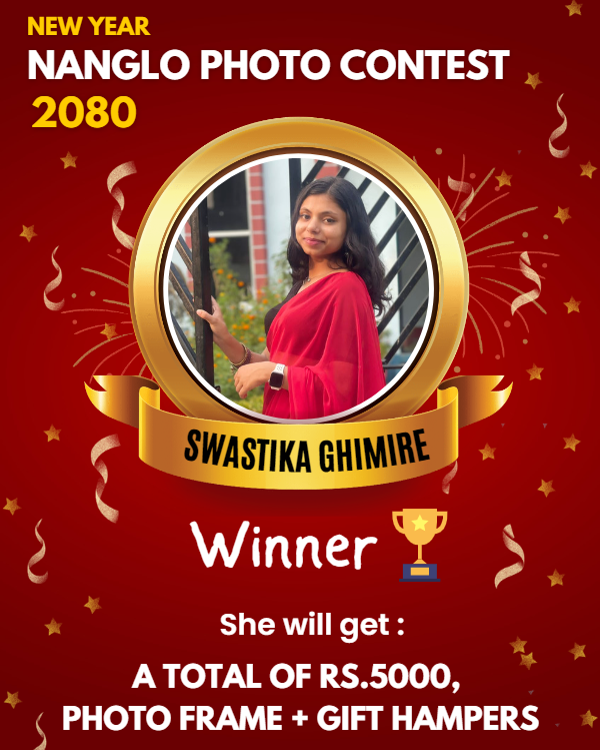 NEW YEAR
NANGLO PHOTO CONTEST
2080
SWASTIKA GHIMIRE
Winner
She will get :
A TOTAL OF RS.5000,
PHOTO FRAME + GIFT HAMPERS